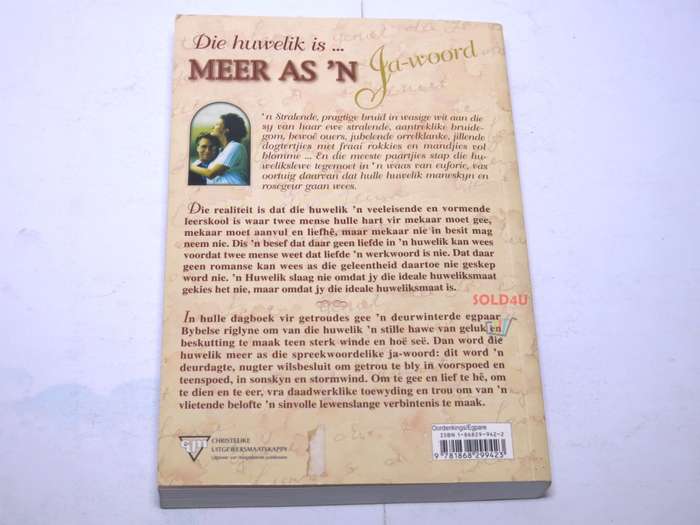 Die huwelik is ...
MEER AS 'N Ja-woord
'n Stralende, pragtige bruid in wasige wit aan die
sy van haar ewe stralende, aantreklike bruide-
gom, bewoë ouers, jubelende orrelklanke, jillende
dogtertjies met fraai rokkies en mandjies vol
blomme ... En die meeste paartjies stap die hu-
welikslewe tegemoet in 'n waas van euforie, vas
oortuig daarvan dat hulle huwelik maneskyn en
rosegeur gaan wees.
Die realiteit is dat die huwelik 'n veeleisende en vormende
leerskool is waar twee mense hulle hart vir mekaar moet gee,
mekaar moet aanvul en liefhê, maar mekaar nie in besit mag
neem nie. Dis 'n besef dat daar geen liefde in 'n huwelik kan wees
voordat twee mense weet dat liefde 'n werkwoord is nie. Dat daar
geen romanse kan wees as die geleentheid daartoe nie geskep
word nie. 'n Huwelik slaag nie omdat jy die ideale huweliksmaat
gekies het nie, maar omdat jy die ideale huweliksmaat is.
SOLD4U
In hulle dagboek vir getroudes gee 'n deurwinterde egpaar
Bybelse riglyne om van die huwelik 'n stille hawe van geluk en
beskutting te maak teen sterk winde en hoë seë. Dan word die
huwelik meer as die spreekwoordelike ja-woord: dit word 'n
deurdagte, nugter wilsbesluit om getrou te bly in voorspoed en
teenspoed, in sonskyn en stormwind. Om te gee en lief te hê, om
te dien en te eer, vra daadwerklike toewyding en trou om van 'n
vlietende belofte 'n sinvolle lewenslange verbintenis te maak.
CHRISTELIKE
UITGEWERSMAATSKAPPY
Oordenkings/Egpare
ISBN 1-86829-942-2
9 781868 299423